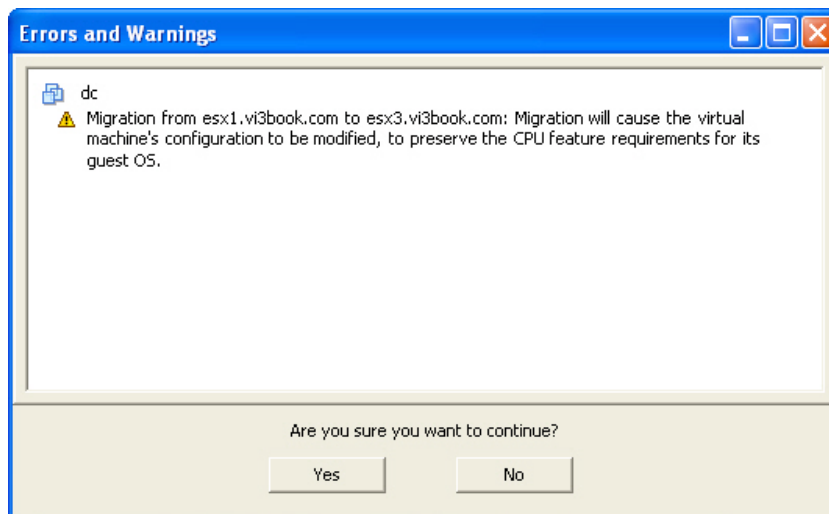 Errors and Warnings
dc
Migration from esx1.vi3book.com to esx3.vi3book.com: Migration will cause the virtual
machine's configuration to be modified, to preserve the CPU feature requirements for its
guest OS.
Are you sure you want to continue?
Yes
No